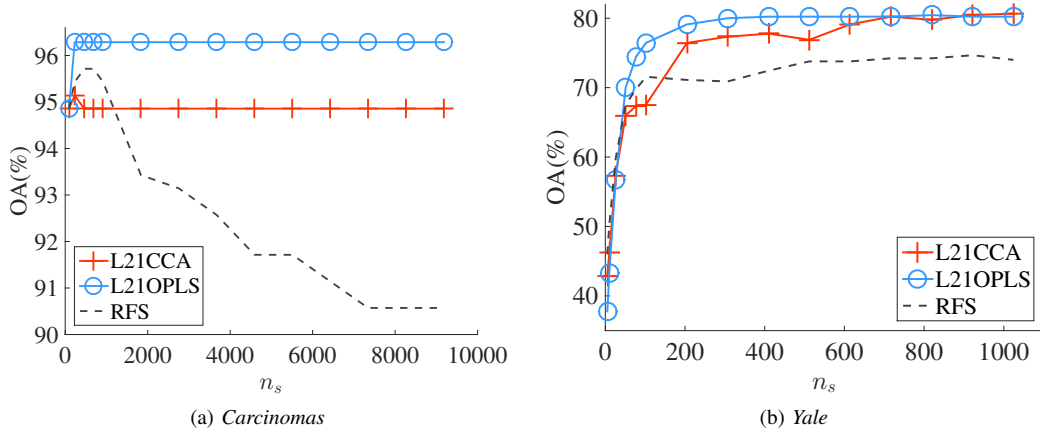 96
95
94
93
92
91
90
OA(%)
L21CCA
L21OPLS
RFS
0 2000 4000 6000 8000 10000
n_s
(a) Carcinomas
80
70
60
50
40
OA(%)
L21CCA
L21OPLS
RFS
0 200 400 600 800 1000
n_s
(b) Yale